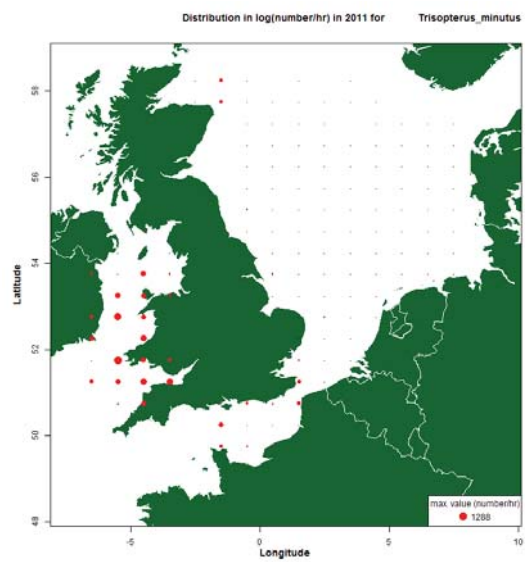 Distribution in log(number/hr) in 2011 for Trisopterus_minutus
58
56
54
52
50
48
Latitude
-5 0 5 10
Longitude
max value (number/hr)
1288